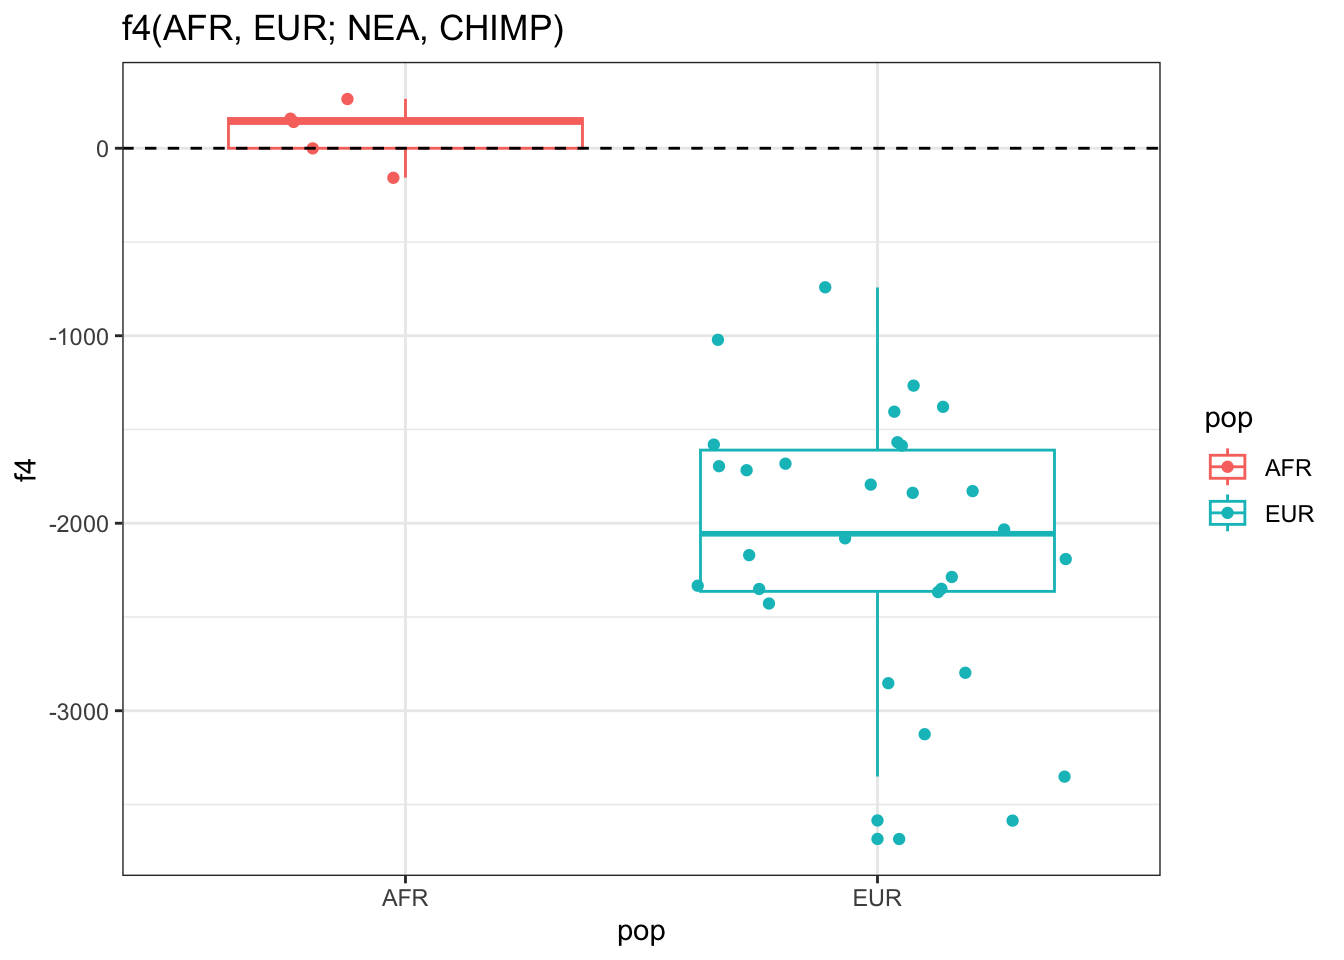 f4(AFR, EUR; NEA, CHIMP)
f4
0
-1000
-2000
-3000
AFR
EUR
pop
pop
AFR
EUR